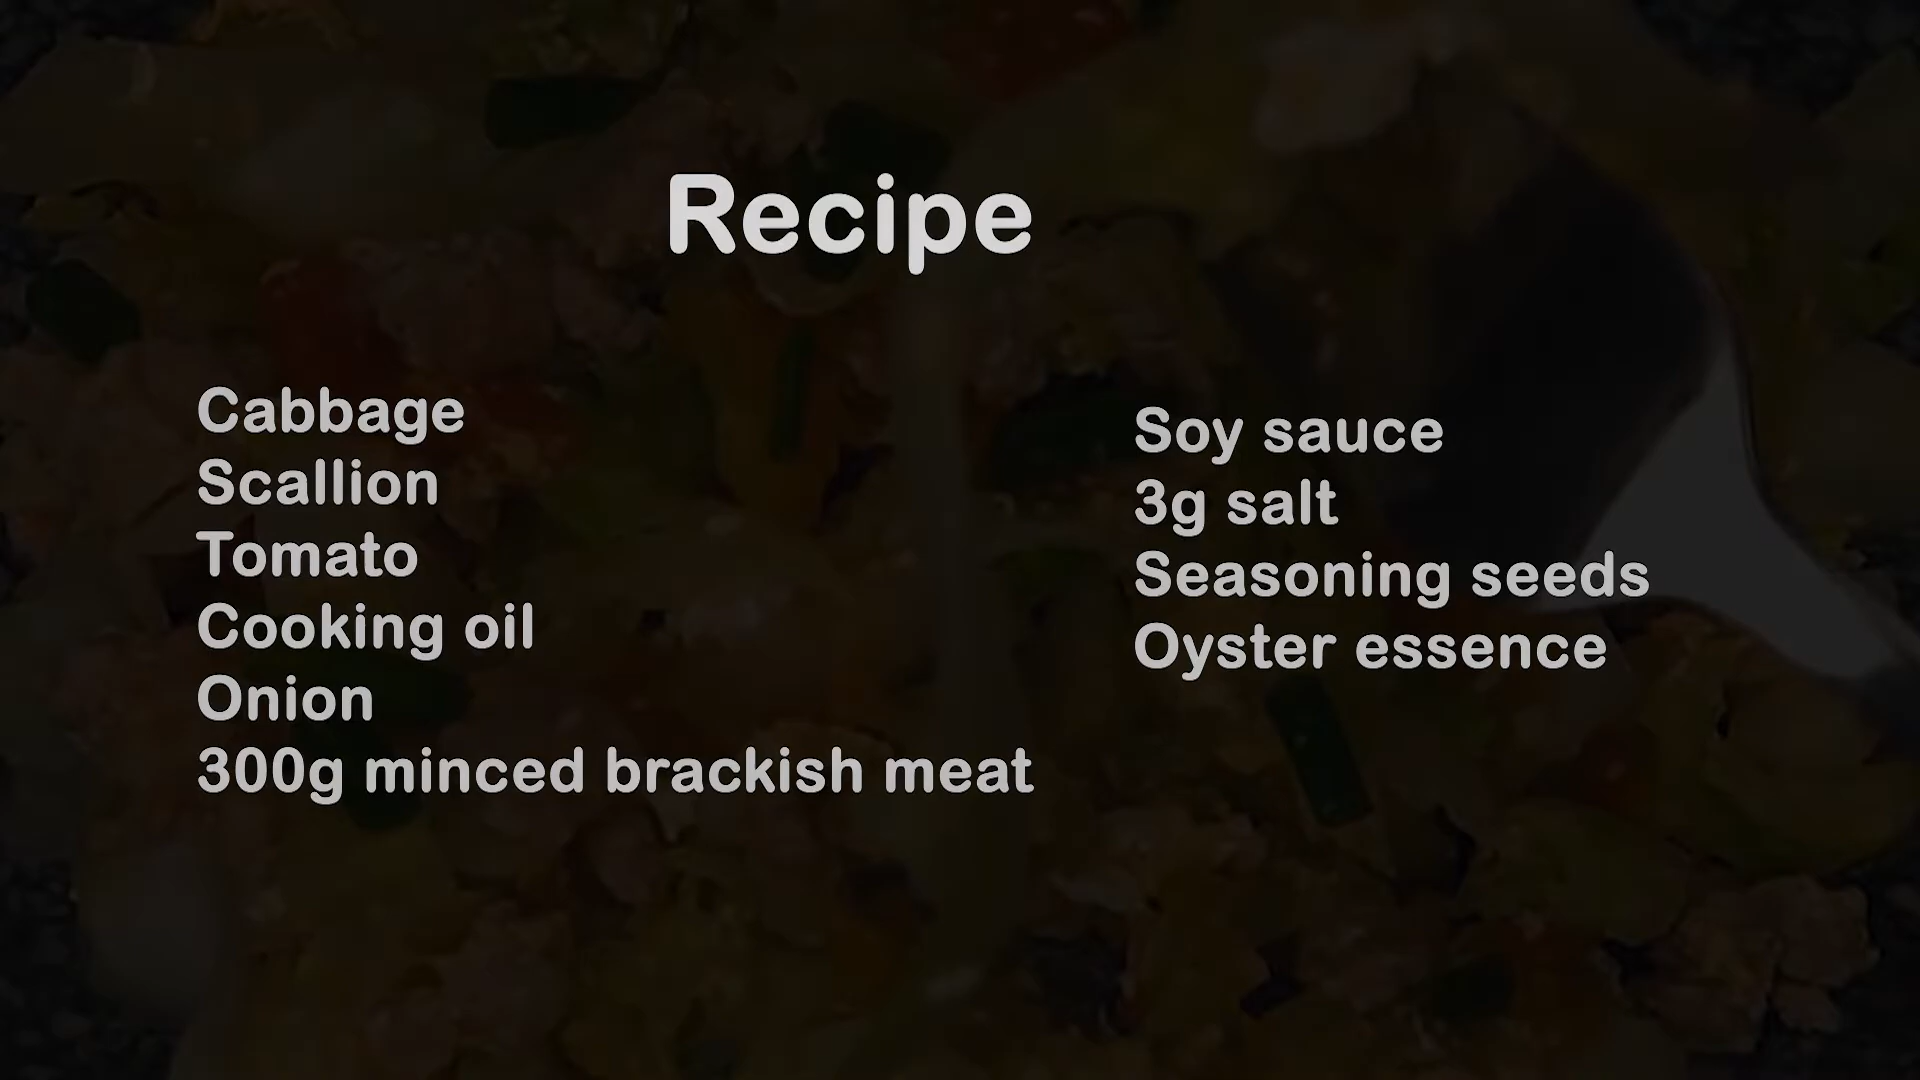 Recipe
Cabbage
Scallion
Tomato
Cooking oil
Onion
300g minced brackish meat
Soy sauce
3g salt
Seasoning seeds
Oyster essence